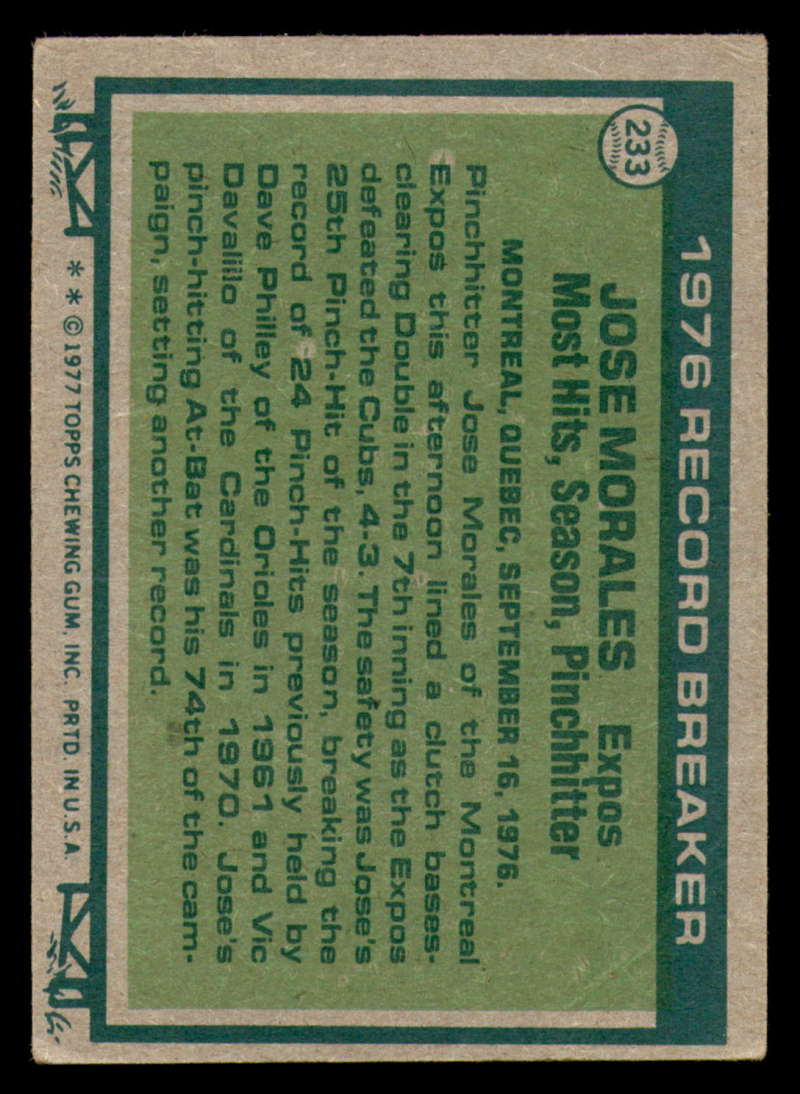 233
1976 RECORD BREAKER
JOSE MORALES Expos
Most Hits, Season, Pinchhitter
MONTREAL, QUEBEC, SEPTEMBER 16, 1976.
Pinchhitter Jose Morales of the Montreal
Expos this afternoon lined a clutch bases-
clearing Double in the 7th inning as the Expos
defeated the Cubs, 4-3. The safety was Jose's
25th Pinch-Hit of the season, breaking the
record of 24 Pinch-Hits previously held by
Dave Philley of the Orioles in 1961 and Vic
Davalilo of the Cardinals in 1970. Jose's
pinch-hitting At-Bat was his 74th of the cam-
paign, setting another record.
* * © 1977 TOPPS CHEWING GUM, INC. PRTD. IN U.S.A.